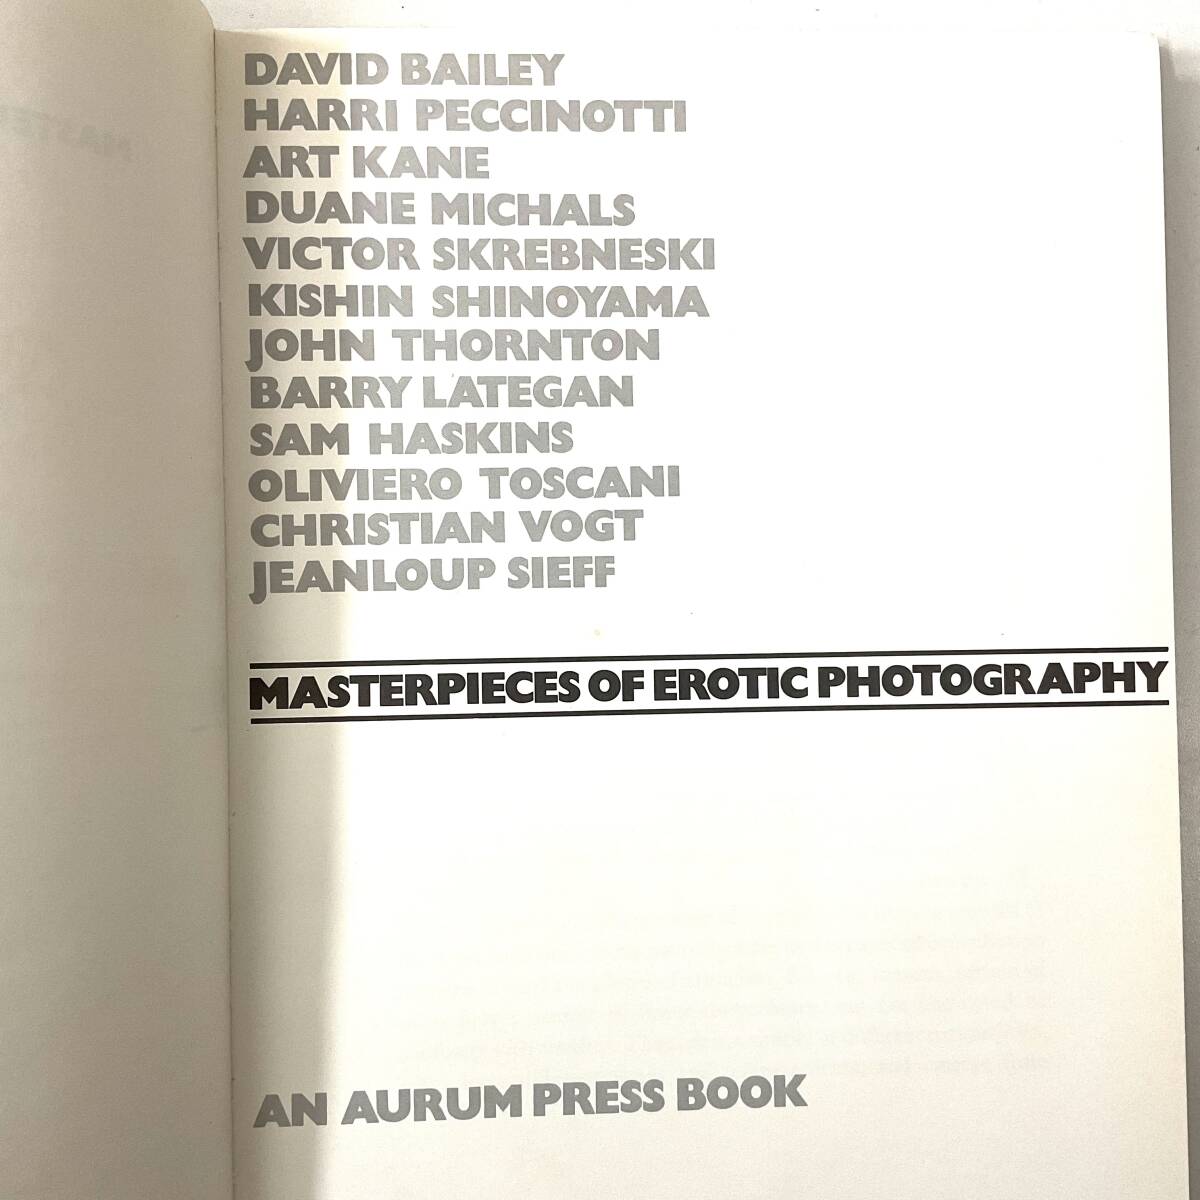 DAVID BAILEY
HARRI PECCINOTTI
ART KANE
DUANE MICHALS
VICTOR SKREBNESKI
KISHIN SHINOYAMA
JOHN THORNTON
BARRY LATEGAN
SAM HASKINS
OLIVIERO TOSCANI
CHRISTIAN VOGT
JEANLOUP SIEFF
MASTERPIECES OF EROTIC PHOTOGRAPHY
AN AURUM PRESS BOOK